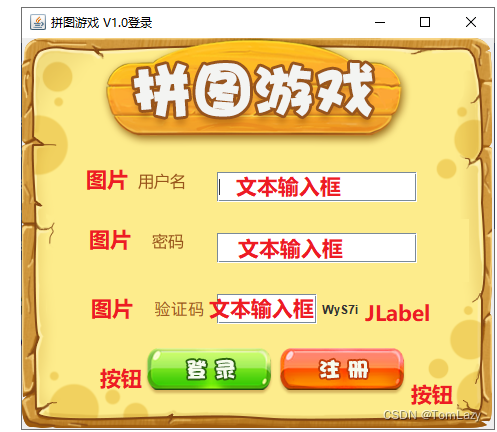 拼图游戏 V1.0登录
拼图游戏
图片 用户名 文本输入框
图片 密码 文本输入框
图片 验证码 文本输入框 WyS7i JLabel
按钮 登录 注册 按钮
CSDN @TomLazy